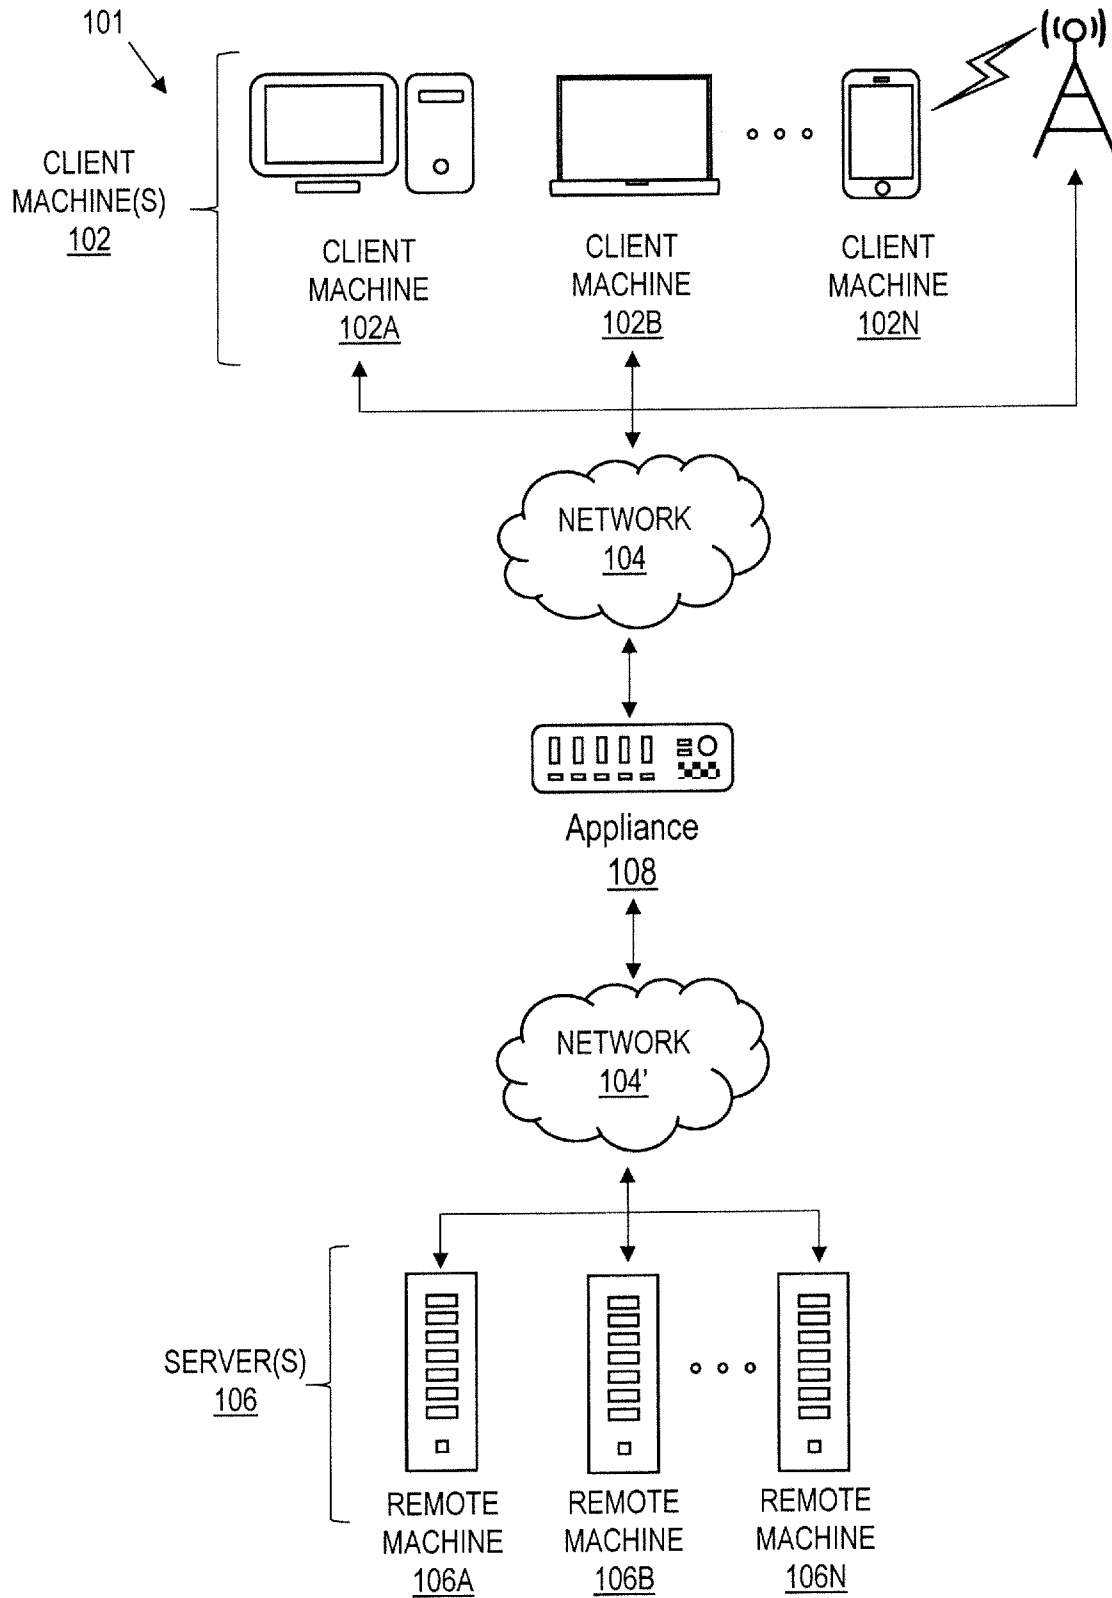 101
CLIENT
MACHINE(S)
102
CLIENT
MACHINE
102A
CLIENT
MACHINE
102B
CLIENT
MACHINE
102N
NETWORK
104
Appliance
108
NETWORK
104'
SERVER(S)
106
REMOTE
MACHINE
106A
REMOTE
MACHINE
106B
REMOTE
MACHINE
106N